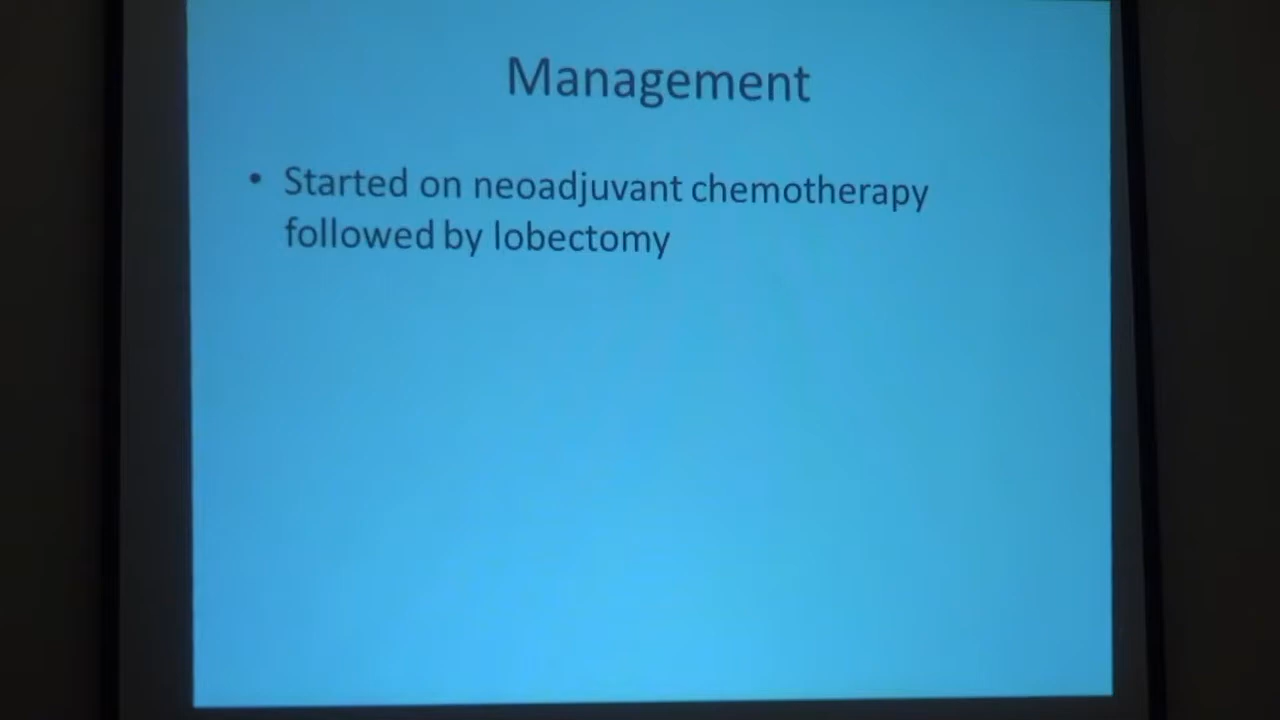 Management
• Started on neoadjuvant chemotherapy
followed by lobectomy